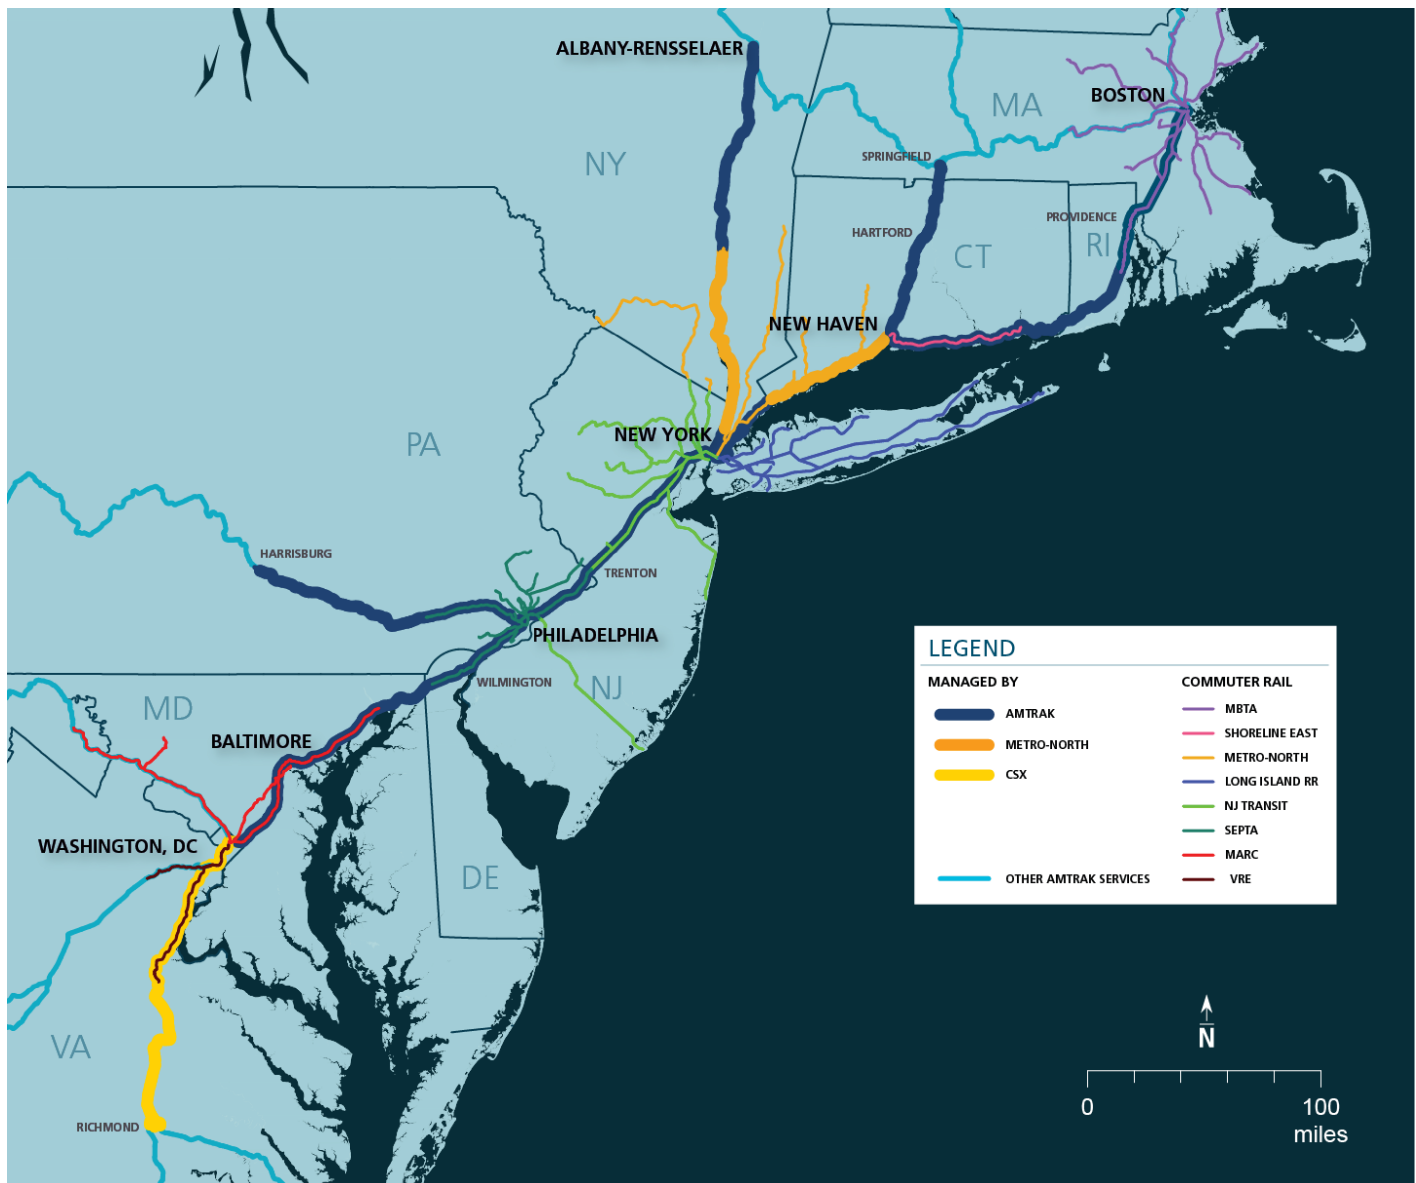 ALBANY-RENSSELAER
BOSTON
MA
NY
SPRINGFIELD
PROVIDENCE
HARTFORD
RI
CT
NEW HAVEN
NEW YORK
PA
HARRISBURG
TRENTON
PHILADELPHIA
WILMINGTON
NJ
MD
BALTIMORE
WASHINGTON, DC
DE
VA
RICHMOND
LEGEND
MANAGED BY
AMTRAK
METRO-NORTH
CSX
OTHER AMTRAK SERVICES
COMMUTER RAIL
MBTA
SHORELINE EAST
METRO-NORTH
LONG ISLAND RR
NJ TRANSIT
SEPTA
MARC
VRE
N
0 100
miles